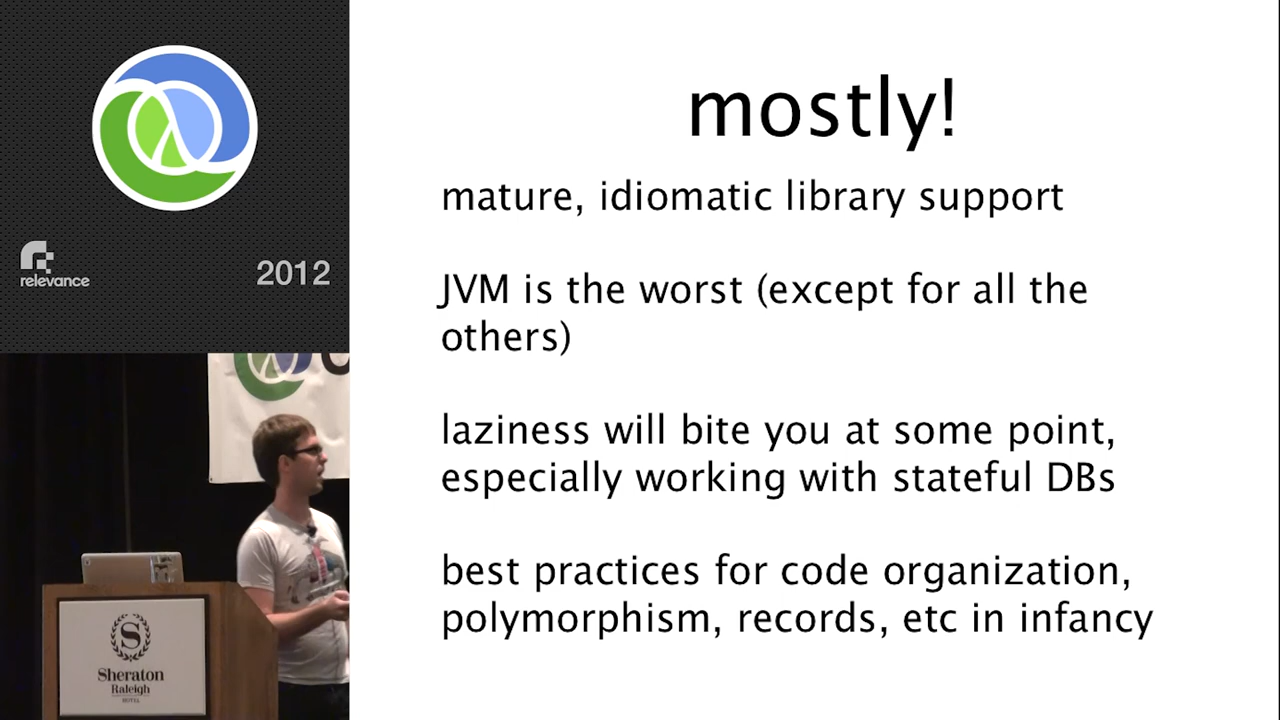 relevance
2012
mostly!
mature, idiomatic library support
JVM is the worst (except for all the
others)
laziness will bite you at some point,
especially working with stateful DBs
best practices for code organization,
polymorphism, records, etc in infancy
S
Sheraton
Raleigh
HOTEL